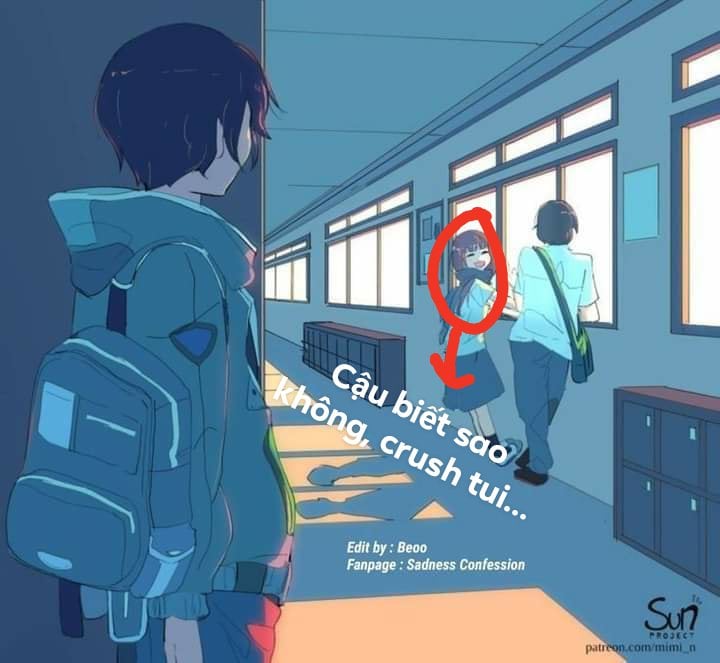 Cậu biết sao
không, crush tui...
Edit by : Beoo
Fanpage : Sadness Confession
Sun
PROJECT
patreon.com/mimi_n